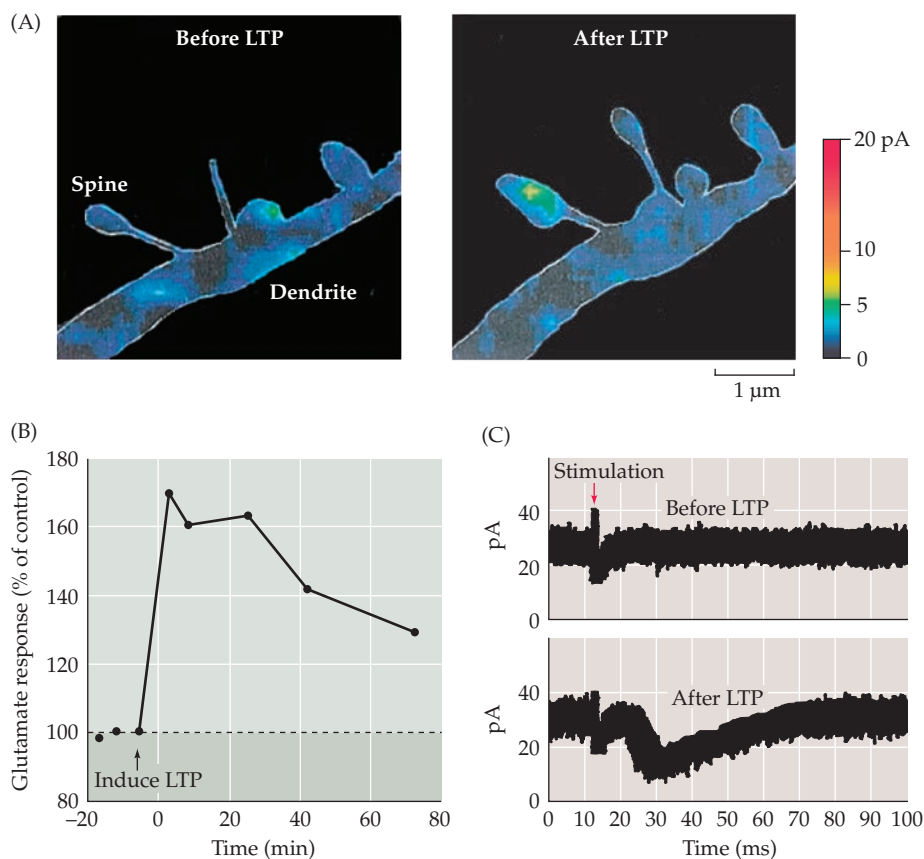 (A)
Before LTP
Spine
Dendrite
After LTP
20 pA
10
5
0
1 µm
(B)
Glutamate response (% of control)
180
160
140
120
100
80
Induce LTP
−20 0 20 40 60 80
Time (min)
(C)
Stimulation
Before LTP
pA
40
20
0
After LTP
pA
40
20
0
0 10 20 30 40 50 60 70 80 90 100
Time (ms)